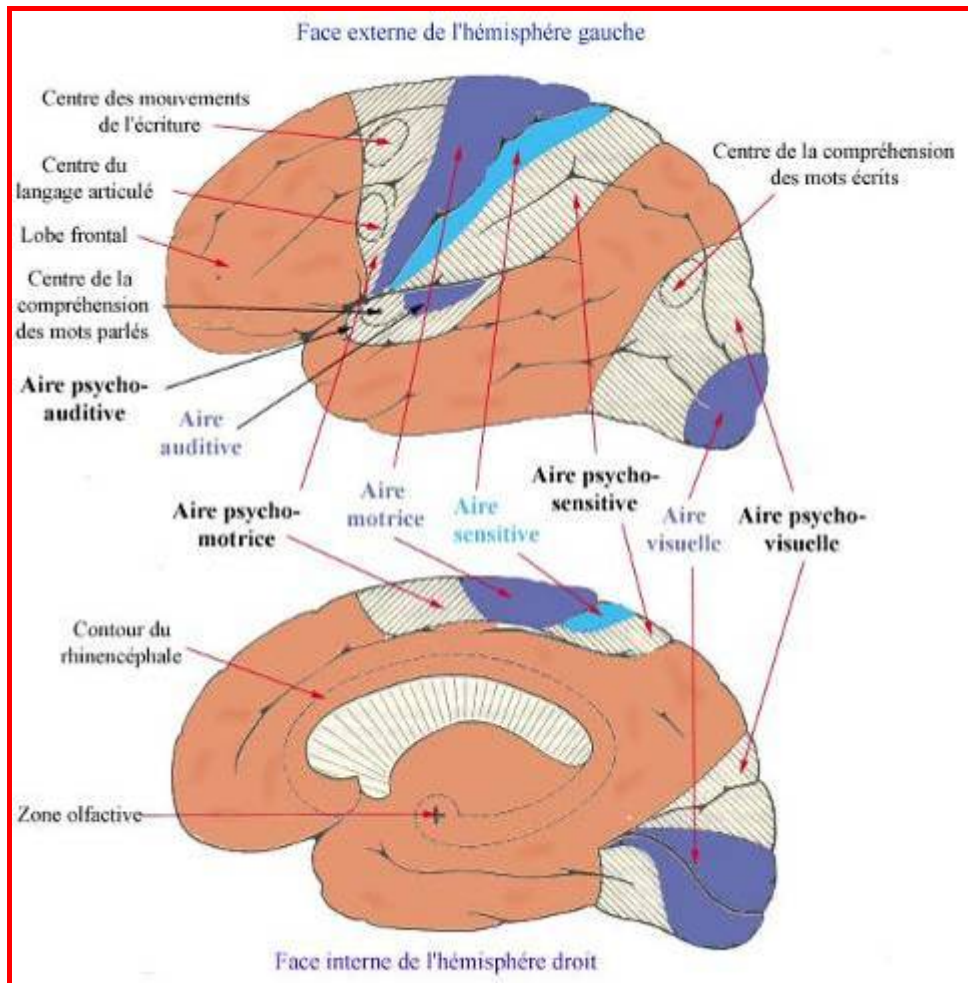 Face externe de l'hémisphére gauche
Centre des mouvements
de l'écriture
Centre du
langage articulé
Lobe frontal
Centre de la
compréhension
des mots parlés
Centre de la compréhension
des mots écrits
Aire psycho-
auditive
Aire
auditive
Aire psycho-
motrice
Aire
motrice
Aire
sensitive
Aire psycho-
sensitive
Aire
visuelle
Aire psycho-
visuelle
Contour du
rhinencéphale
Zone olfactive
Face interne de l'hémisphére droit